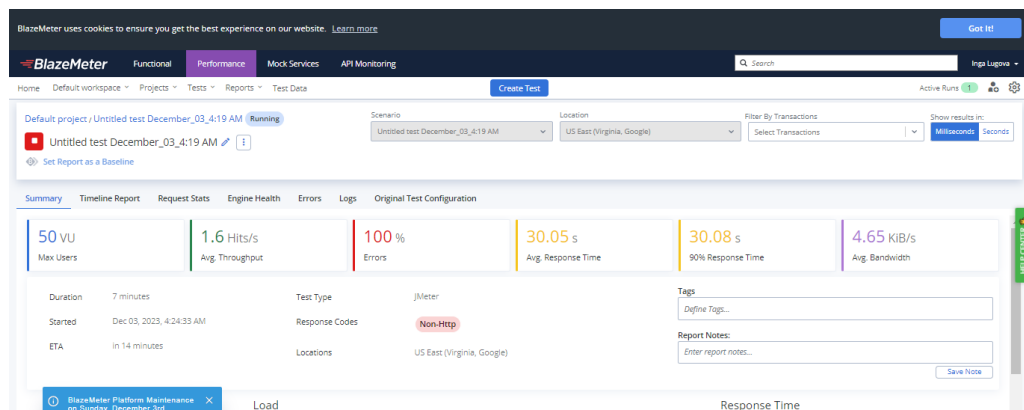 BlazeMeter uses cookies to ensure you get the best experience on our website. Learn more
Got It!
BlazeMeter Functional Performance Mock Services API Monitoring Search Inga Lugova
Home Default workspace Projects Tests Reports Test Data Create Test Active Runs 1
Default project / Untitled test December_03_4:19 AM Running
Untitled test December_03_4:19 AM
Set Report as a Baseline
Scenario
Untitled test December_03_4:19 AM
Location
US East (Virginia, Google)
Filter By Transactions
Select Transactions
Show results in:
Milliseconds Seconds
Summary Timeline Report Request Stats Engine Health Errors Logs Original Test Configuration
50 VU
Max Users
1.6 Hits/s
Avg. Throughput
100 %
Errors
30.05 s
Avg. Response Time
30.08 s
90% Response Time
4.65 KiB/s
Avg. Bandwidth
Duration 7 minutes
Started Dec 03, 2023, 4:24:33 AM
ETA in 14 minutes
Test Type JMeter
Response Codes Non-Http
Locations US East (Virginia, Google)
Tags
Define Tags...
Report Notes:
Enter report notes...
Save Note
BlazeMeter Platform Maintenance
on Sunday, December 3rd
Load
Response Time